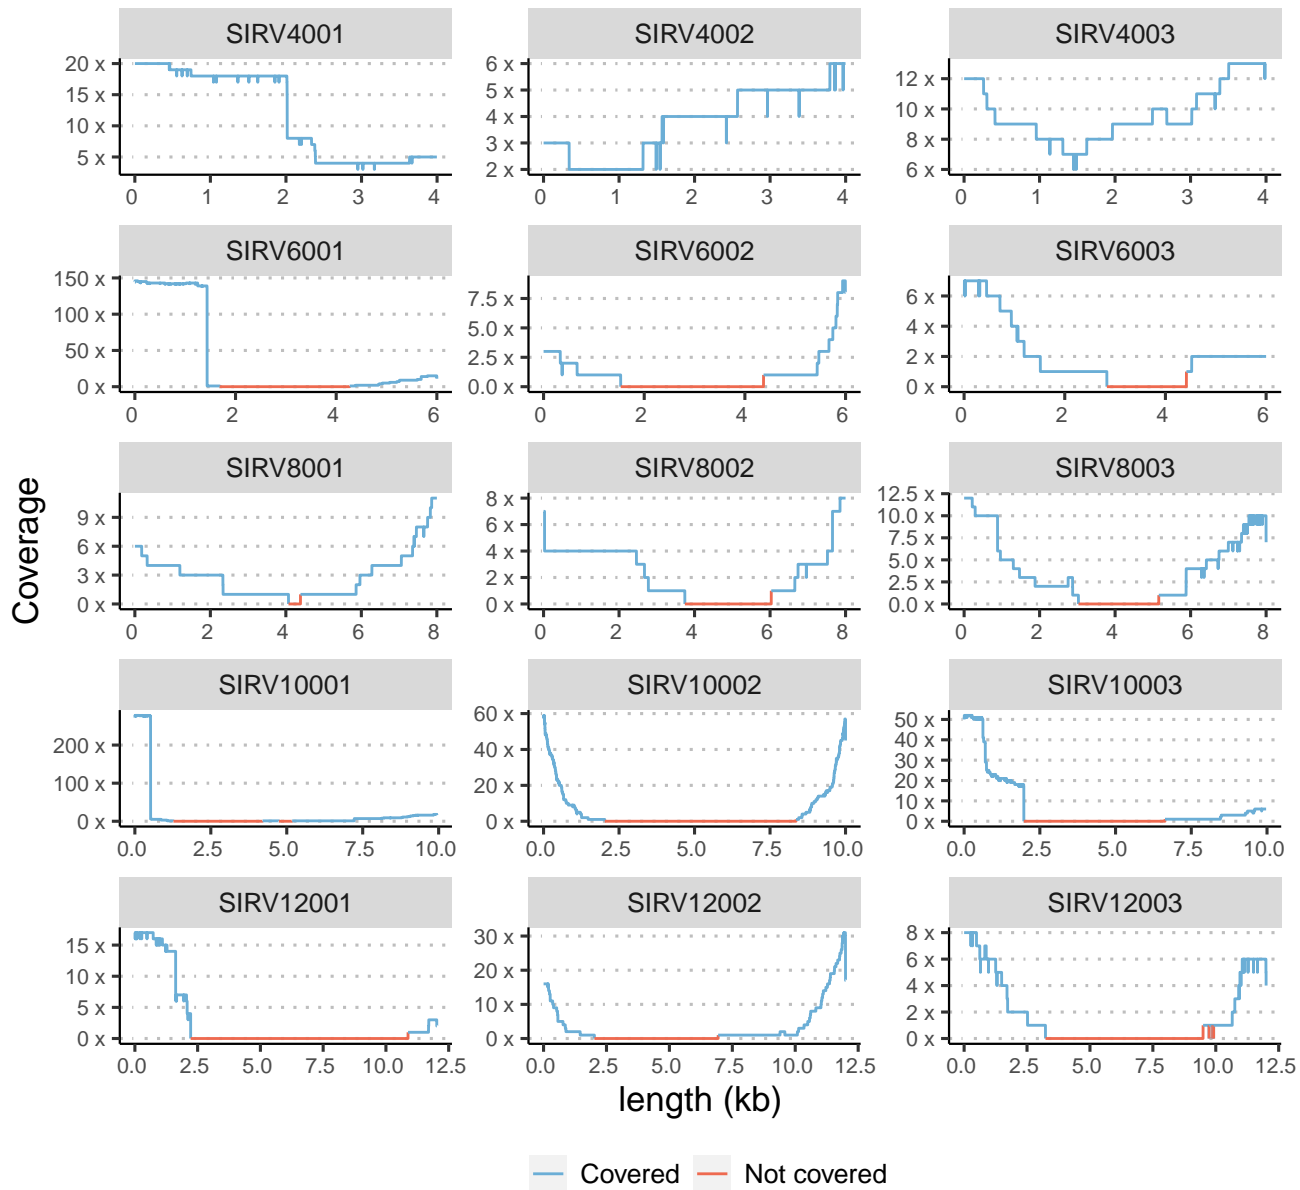 SIRV4001 SIRV4002 SIRV4003
20 x 6 x
15 x 5 x 12 x
10 x 4 x 10 x
5 x 3 x 8 x
2 x 6 x
0 1 2 3 4 0 1 2 3 4 0 1 2 3 4
SIRV6001 SIRV6002 SIRV6003
150 x 7.5 x 6 x
100 x 5.0 x 4 x
50 x 2.5 x 2 x
0 x 0.0 x 0 x
0 2 4 6 0 2 4 6 0 2 4 6
SIRV8001 SIRV8002 SIRV8003
9 x 8 x 12.5 x
6 x 6 x 10.0 x
3 x 4 x 7.5 x
0 x 2 x 5.0 x
0 x 2.5 x
0.0 x
0 2 4 6 8 0 2 4 6 8 0 2 4 6 8
Coverage
SIRV10001 SIRV10002 SIRV10003
200 x 60 x 50 x
100 x 40 x 40 x
0 x 20 x 30 x
0 x 20 x
10 x
0 x
0.0 2.5 5.0 7.5 10.0 0.0 2.5 5.0 7.5 10.0 0.0 2.5 5.0 7.5 10.0
SIRV12001 SIRV12002 SIRV12003
15 x 30 x 8 x
10 x 20 x 6 x
5 x 10 x 4 x
0 x 0 x 2 x
0 x
0.0 2.5 5.0 7.5 10.0 12.5 0.0 2.5 5.0 7.5 10.0 12.5 0.0 2.5 5.0 7.5 10.0 12.5
length (kb)
Covered Not covered